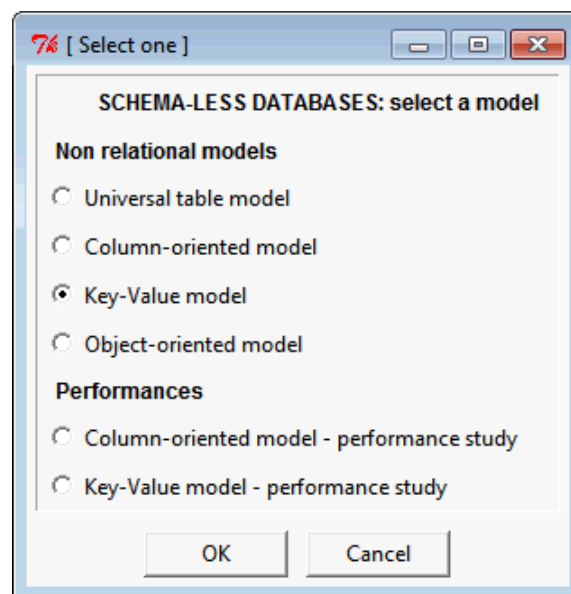 [ Select one ]
SCHEMA-LESS DATABASES: select a model
Non relational models
Universal table model
Column-oriented model
Key-Value model
Object-oriented model
Performances
Column-oriented model - performance study
Key-Value model - performance study
OK Cancel